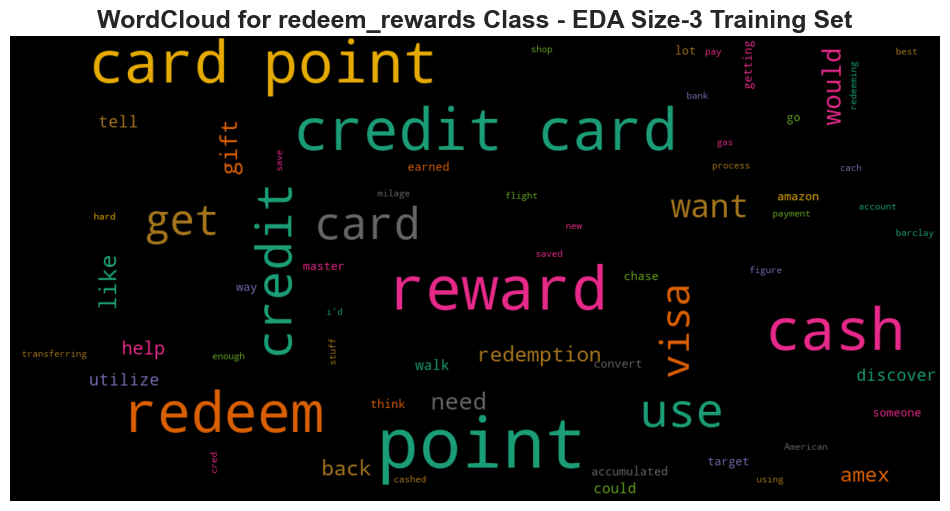 WordCloud for redeem_rewards Class - EDA Size-3 Training Set
card point
shop
lot
pay
getting
would
redeeming
best
bank
tell
gift
save
credit card
go
gas
earned
process
cach
milage
flight
amazon
payment
account
barclay
hard
get
credit
card
want
new
saved
like
way
master
reward
chase
figure
i'd
visa
cash
transferring
help
enough
stuff
walk
redemption
convert
utilize
discover
redeem
think
need
point
use
someone
American
cred
back
cashed
accumulated
could
target
using
amex